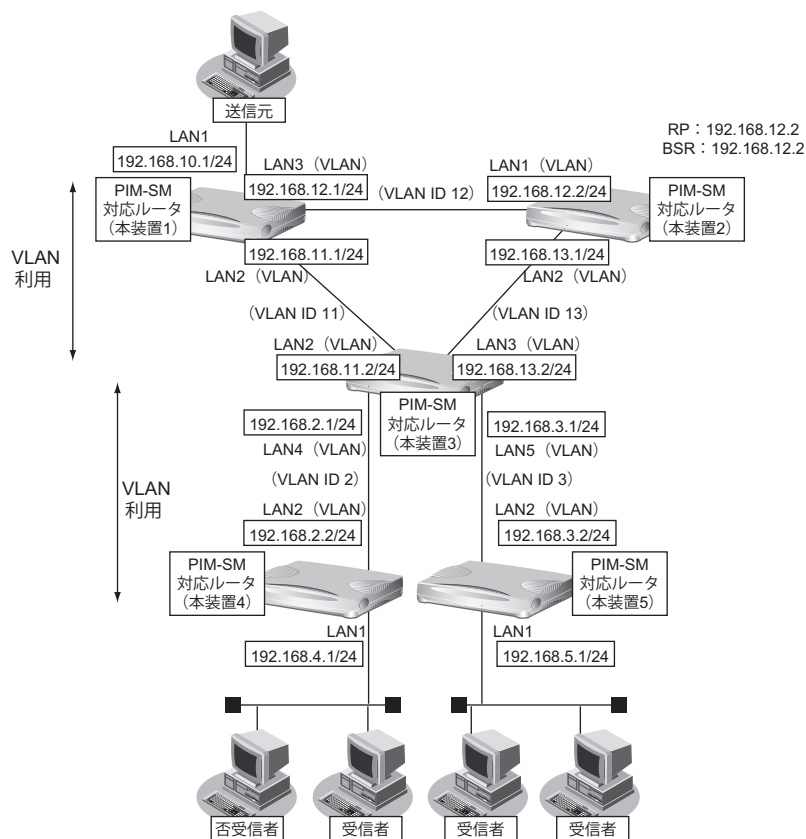 送信元
RP：192.168.12.2
BSR：192.168.12.2
LAN1
192.168.10.1/24
LAN3（VLAN）
192.168.12.1/24
（VLAN ID 12）
LAN1（VLAN）
192.168.12.2/24
PIM-SM
対応ルータ
（本装置1）
PIM-SM
対応ルータ
（本装置2）
VLAN
利用
192.168.11.1/24
LAN2（VLAN）
192.168.13.1/24
LAN2（VLAN）
（VLAN ID 11）
（VLAN ID 13）
LAN2（VLAN）
192.168.11.2/24
LAN3（VLAN）
192.168.13.2/24
PIM-SM
対応ルータ
（本装置3）
192.168.2.1/24
LAN4（VLAN）
192.168.3.1/24
LAN5（VLAN）
（VLAN ID 2）
（VLAN ID 3）
VLAN
利用
LAN2（VLAN）
192.168.2.2/24
LAN2（VLAN）
192.168.3.2/24
PIM-SM
対応ルータ
（本装置4）
PIM-SM
対応ルータ
（本装置5）
LAN1
192.168.4.1/24
LAN1
192.168.5.1/24
否受信者
受信者
受信者
受信者